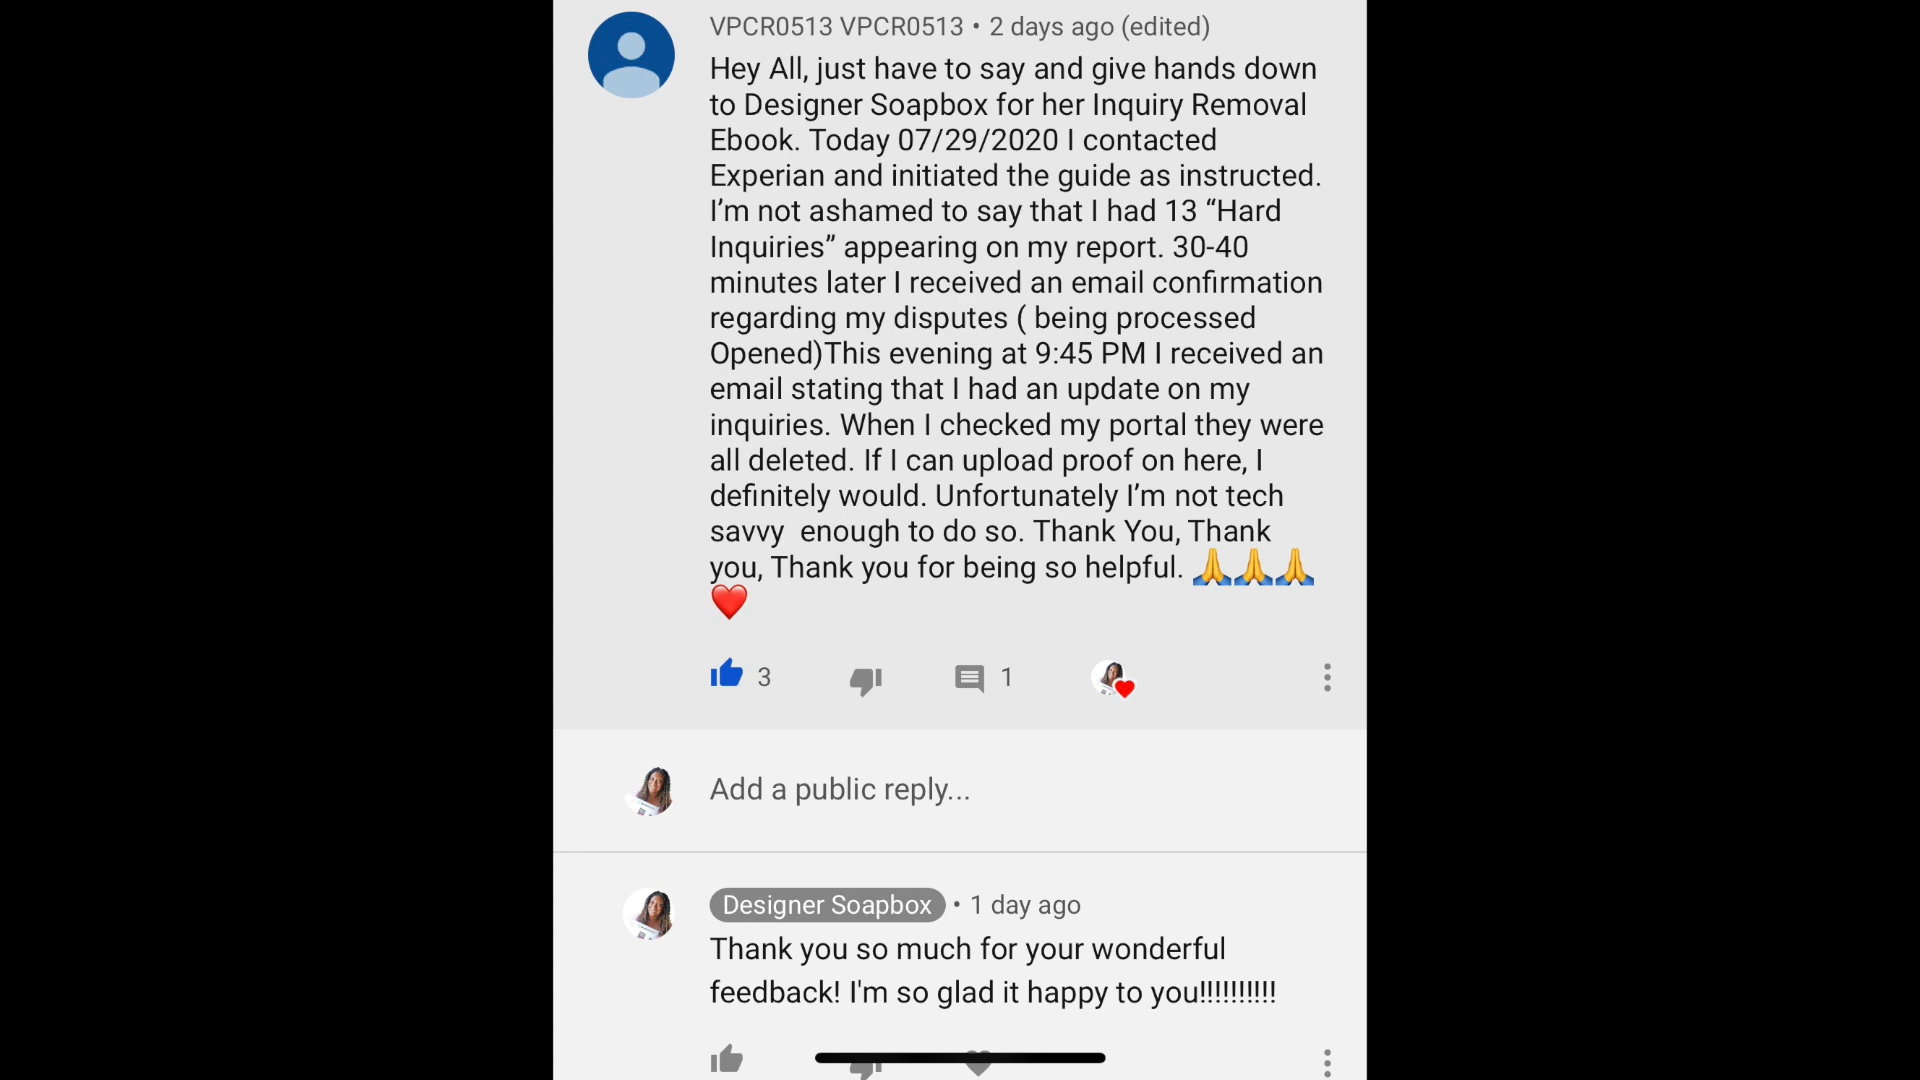 VPCR0513 VPCR0513 • 2 days ago (edited)
Hey All, just have to say and give hands down
to Designer Soapbox for her Inquiry Removal
Ebook. Today 07/29/2020 I contacted
Experian and initiated the guide as instructed.
I’m not ashamed to say that I had 13 “Hard
Inquiries” appearing on my report. 30-40
minutes later I received an email confirmation
regarding my disputes ( being processed
Opened)This evening at 9:45 PM I received an
email stating that I had an update on my
inquiries. When I checked my portal they were
all deleted. If I can upload proof on here, I
definitely would. Unfortunately I’m not tech
savvy  enough to do so. Thank You, Thank
you, Thank you for being so helpful. 🙏🙏🙏
❤️
3 1
Add a public reply...
Designer Soapbox • 1 day ago
Thank you so much for your wonderful
feedback! I'm so glad it happy to you!!!!!!!!!!